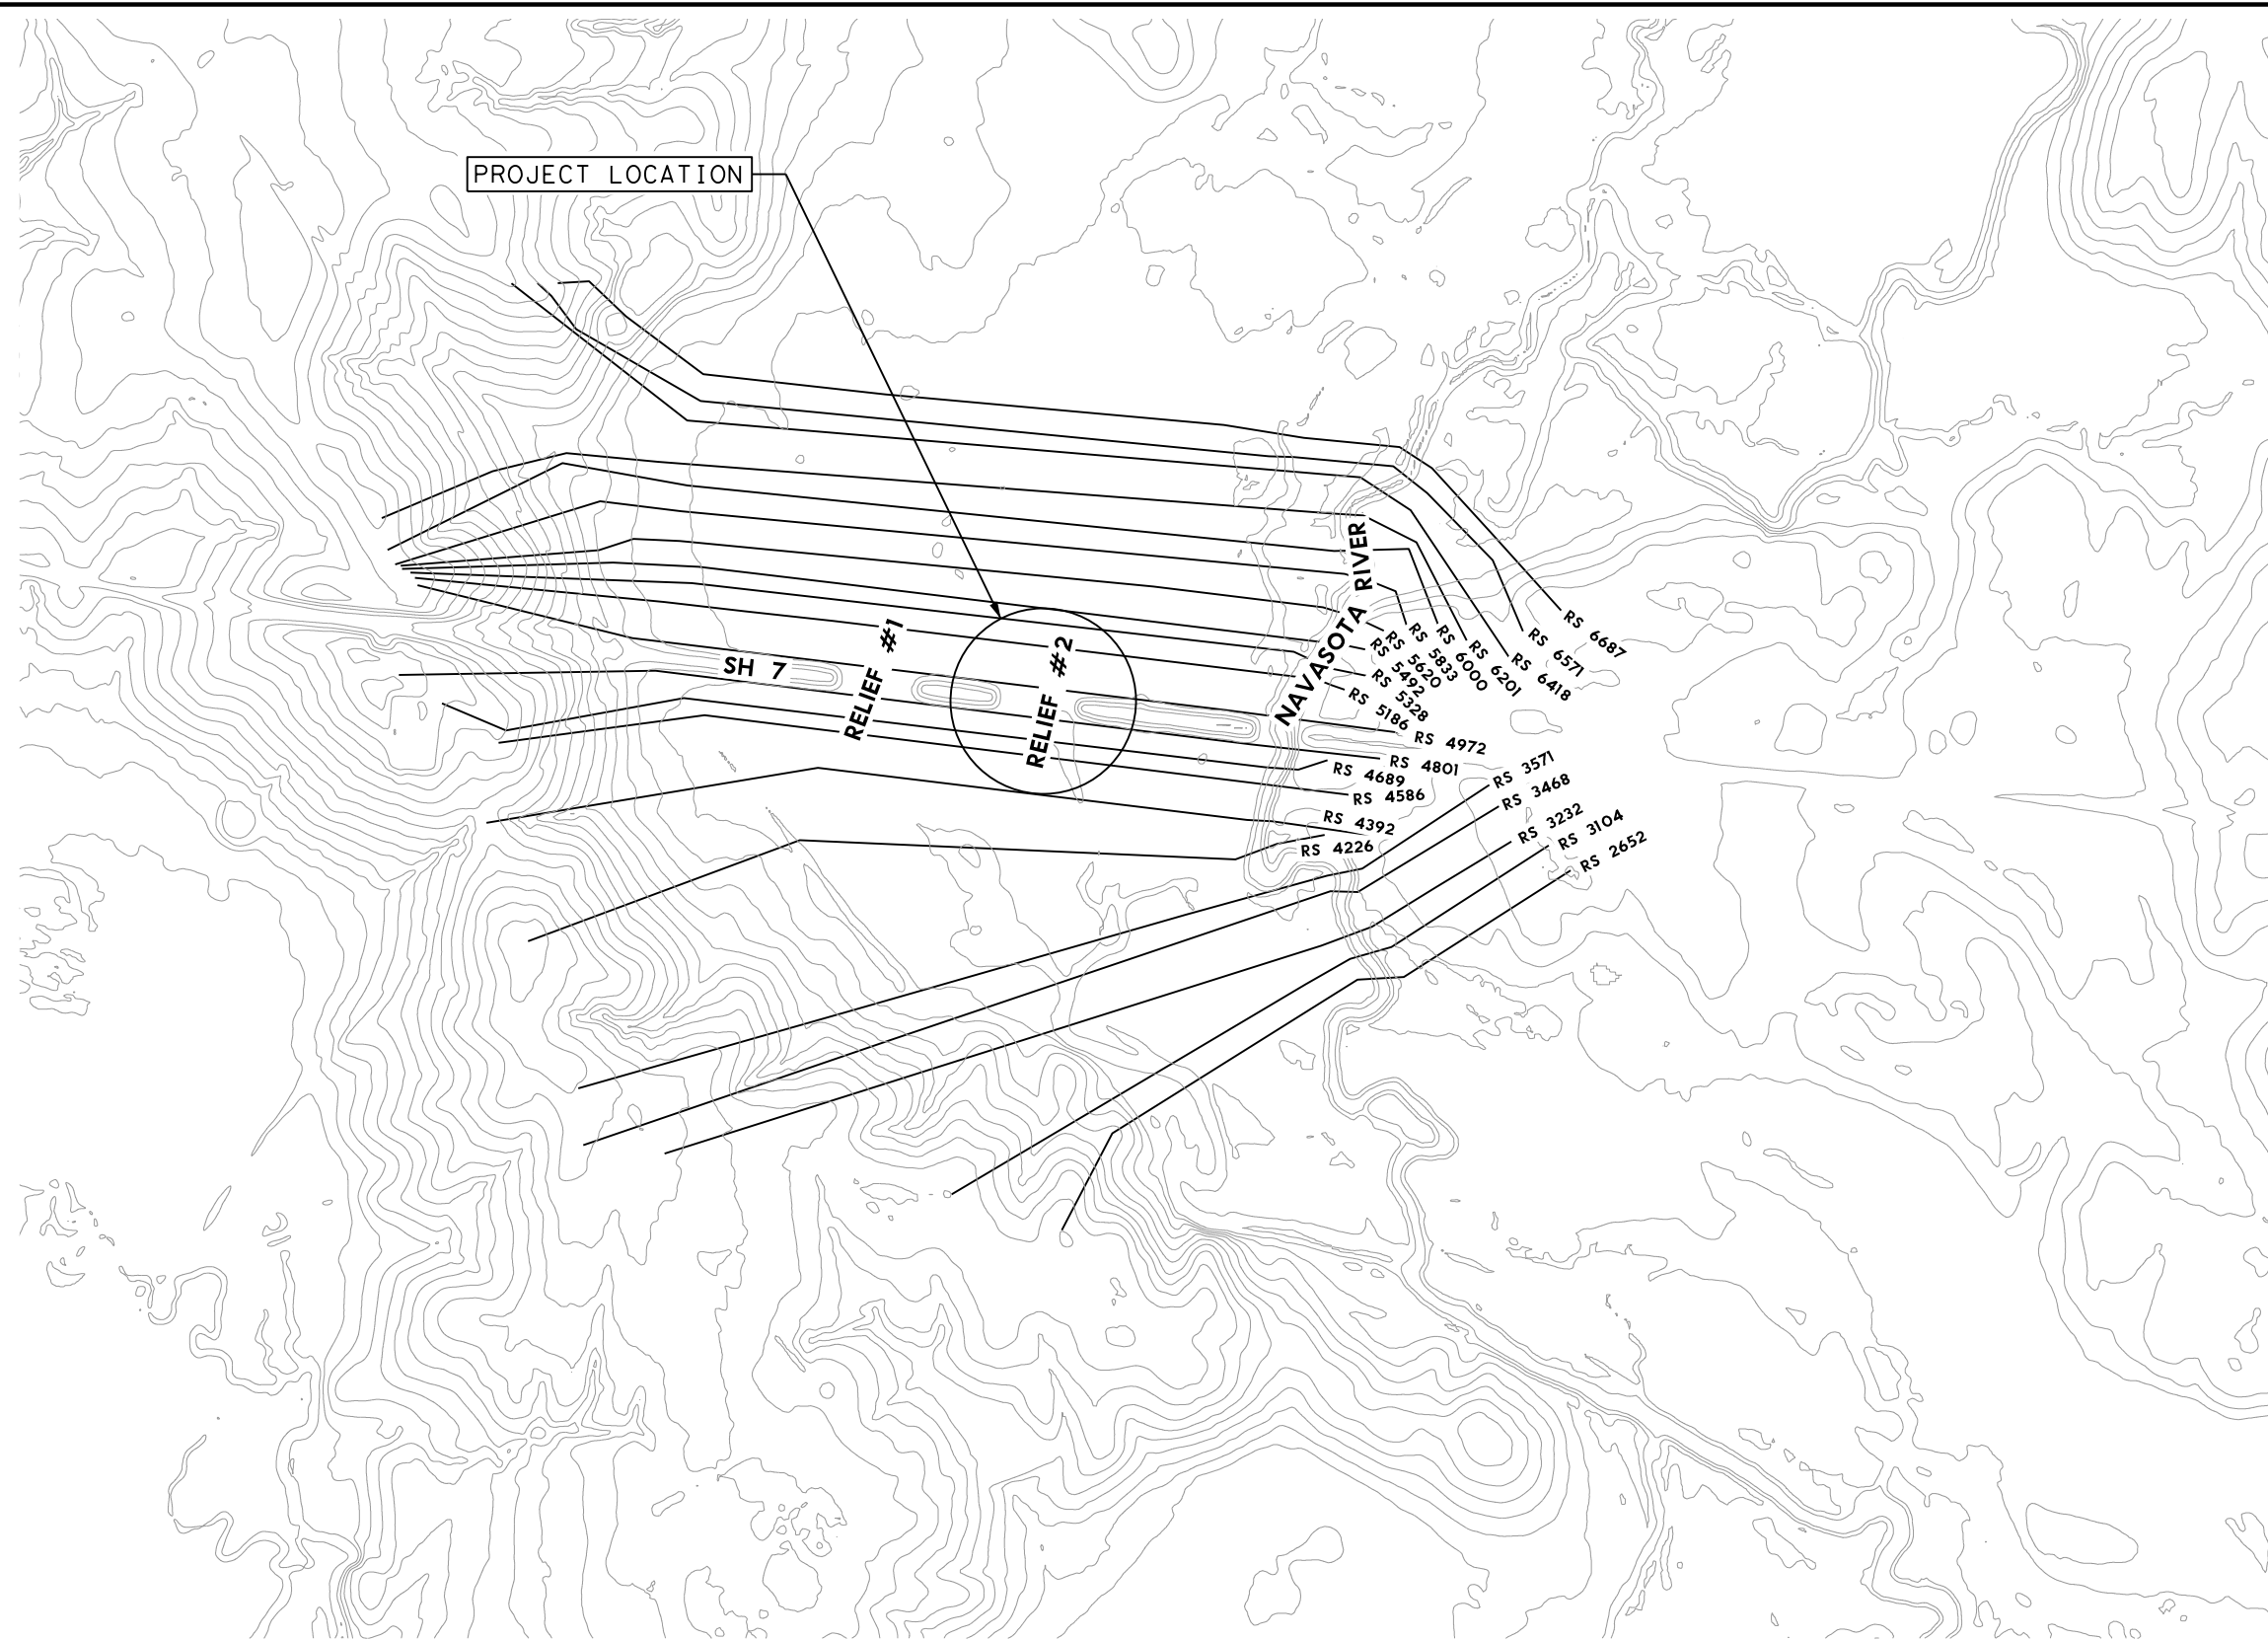 PROJECT LOCATION
NAVASOTA RIVER
RELIEF #1
RELIEF #2
SH 7
RS 6687
RS 6571
RS 6418
RS 6201
RS 6000
RS 5833
RS 5620
RS 5492
RS 5328
RS 5186
RS 4972
RS 4801
RS 4689
RS 4586
RS 4392
RS 4226
RS 3571
RS 3468
RS 3232
RS 3104
RS 2652